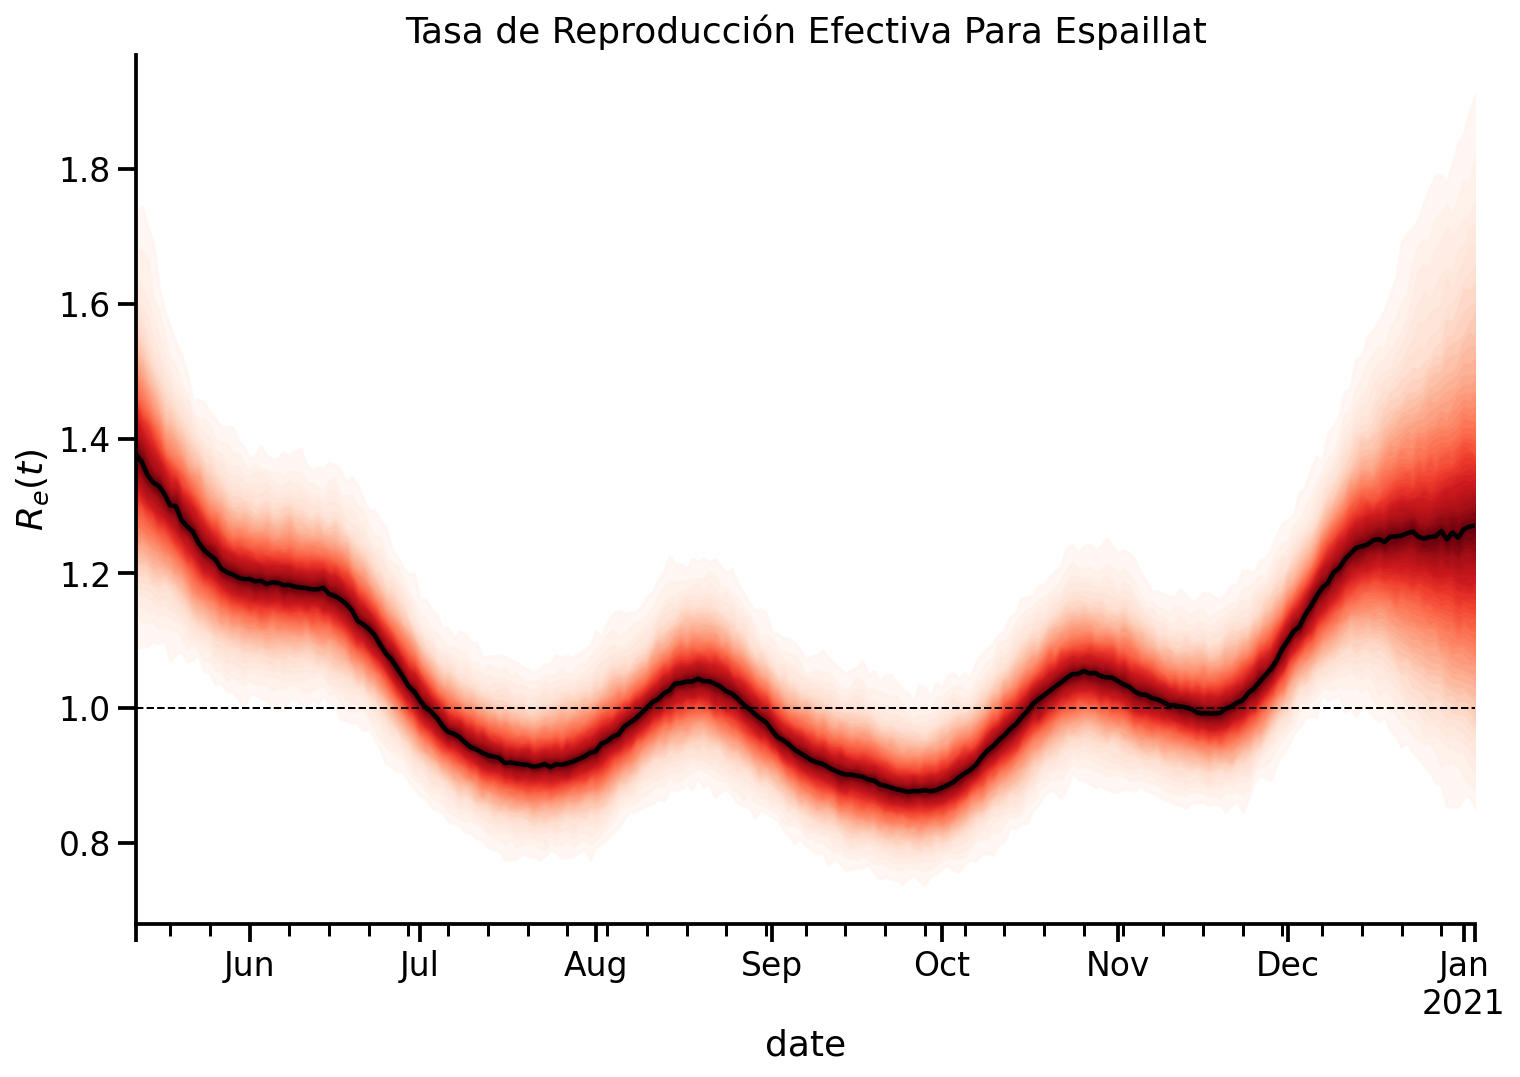 Tasa de Reproducción Efectiva Para Espaillat
1.8
1.6
1.4
1.2
1.0
0.8
R_e(t)
Jun Jul Aug Sep Oct Nov Dec Jan
2021
date